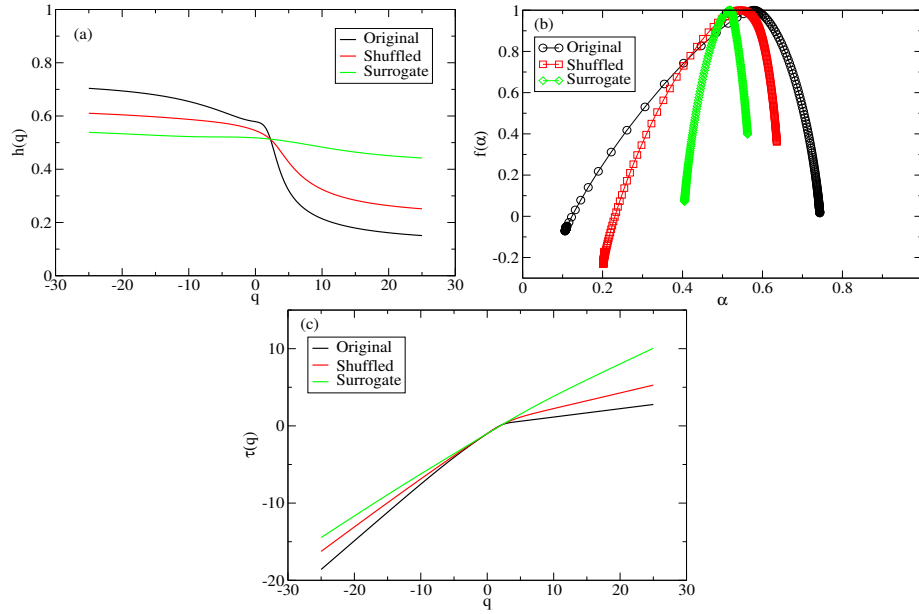 (a)
Original
Shuffled
Surrogate
h(q)
1
0.8
0.6
0.4
0.2
0
-30 -20 -10 0 10 20 30
q
(b)
Original
Shuffled
Surrogate
f(α)
1
0.8
0.6
0.4
0.2
0
-0.2
0 0.2 0.4 0.6 0.8
α
(c)
Original
Shuffled
Surrogate
τ(q)
10
0
-10
-20
-30 -20 -10 0 10 20 30
q